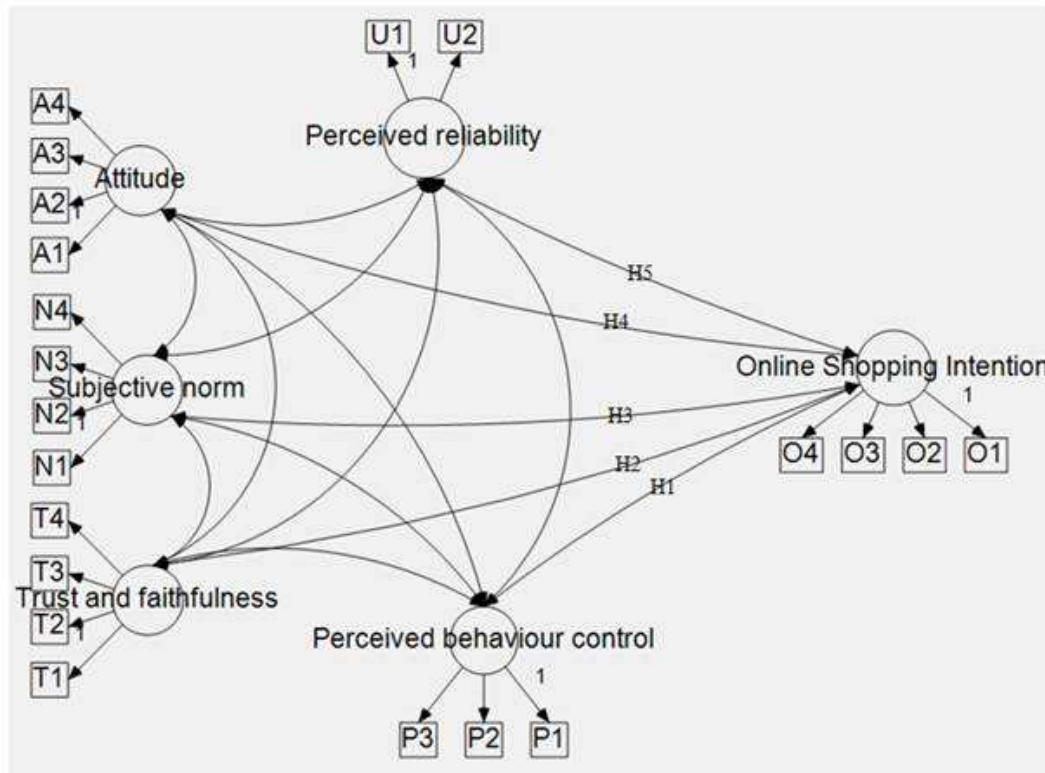 U1 U2
1
Perceived reliability
A4
A3
Attitude
A2
1
A1
H5
H4
N4
N3
Subjective norm
N2
1
N1
H3
Online Shopping Intention
1
O4 O3 O2 O1
H2
H1
T4
T3
Trust and faithfulness
T2
1
T1
Perceived behaviour control
1
P3 P2 P1